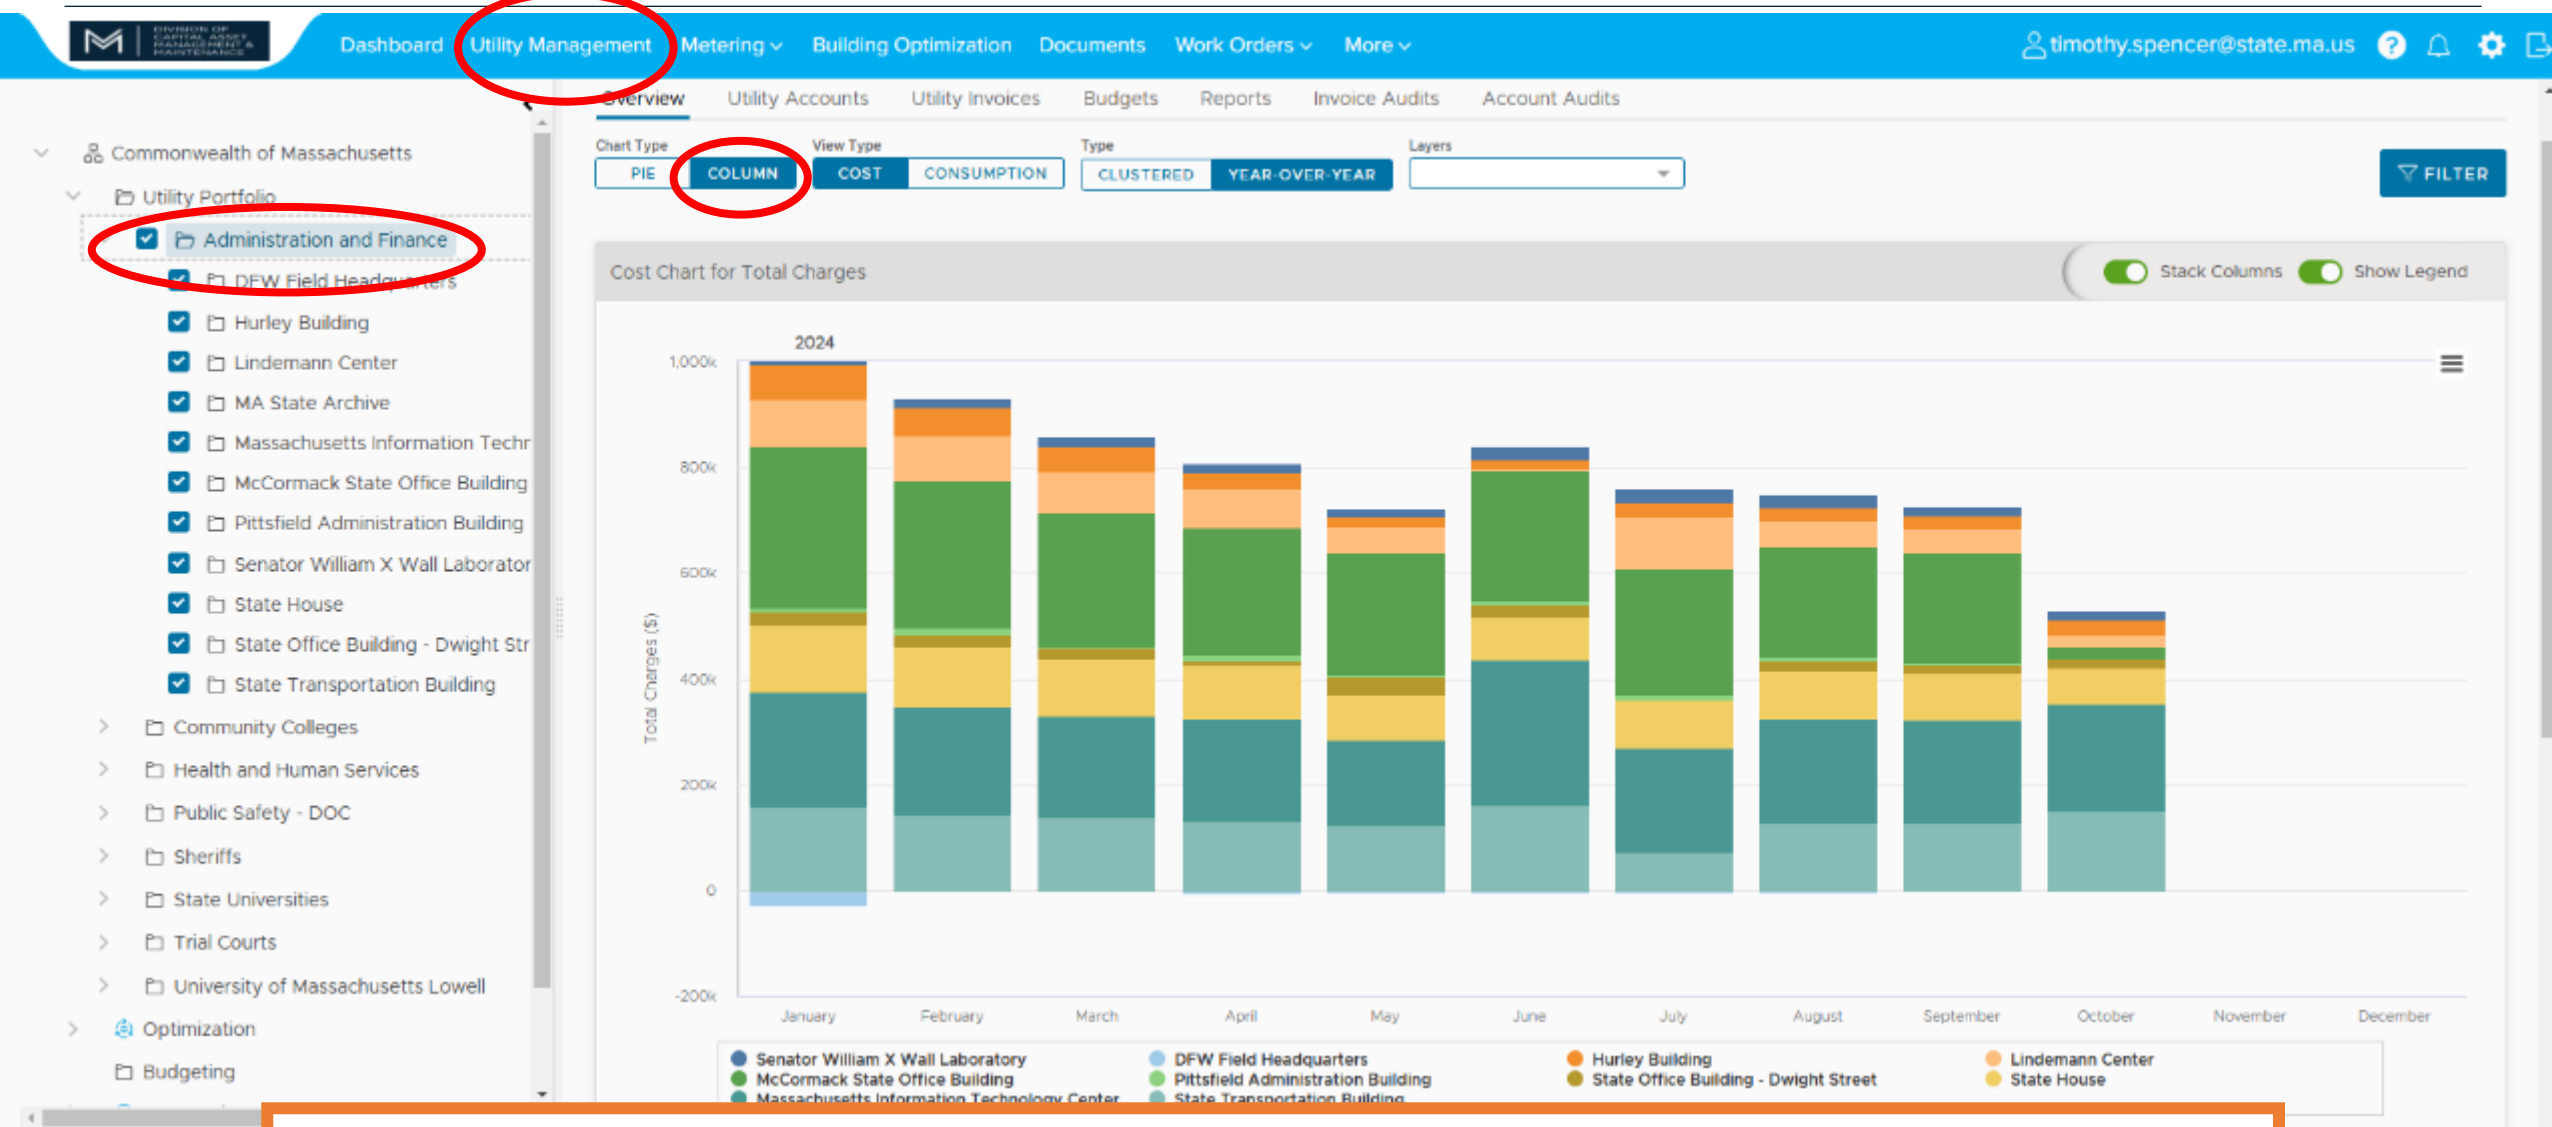 DIVISION OF
CAPITAL ASSET
MANAGEMENT &
MAINTENANCE
Dashboard Utility Management Metering Building Optimization Documents Work Orders More timothy.spencer@state.ma.us ?
Overview Utility Accounts Utility Invoices Budgets Reports Invoice Audits Account Audits
Commonwealth of Massachusetts
Utility Portfolio
Administration and Finance
DFW Field Headquarters
Hurley Building
Lindemann Center
MA State Archive
Massachusetts Information Techr
McCormack State Office Building
Pittsfield Administration Building
Senator William X Wall Laborator
State House
State Office Building - Dwight Str
State Transportation Building
Community Colleges
Health and Human Services
Public Safety - DOC
Sheriffs
State Universities
Trial Courts
University of Massachusetts Lowell
Optimization
Budgeting
Chart Type View Type Type Layers
PIE COLUMN COST CONSUMPTION CLUSTERED YEAR-OVER-YEAR FILTER
Cost Chart for Total Charges Stack Columns Show Legend
2024
1,000k
800k
600k
400k
200k
0
-200k
Total Charges ($)
January February March April May June July August September October November December
Senator William X Wall Laboratory DFW Field Headquarters Hurley Building Lindemann Center
McCormack State Office Building Pittsfield Administration Building State Office Building - Dwight Street State House
Massachusetts Information Technology Center State Transportation Building